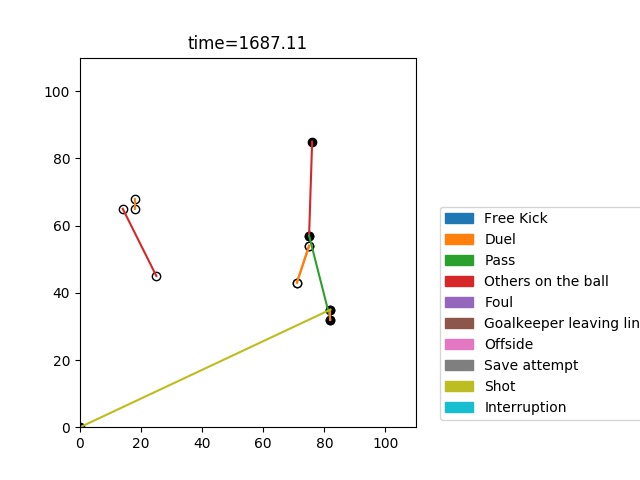 time=1687.11
100
80
60
40
20
0
0 20 40 60 80 100
Free Kick
Duel
Pass
Others on the ball
Foul
Goalkeeper leaving lin
Offside
Save attempt
Shot
Interruption